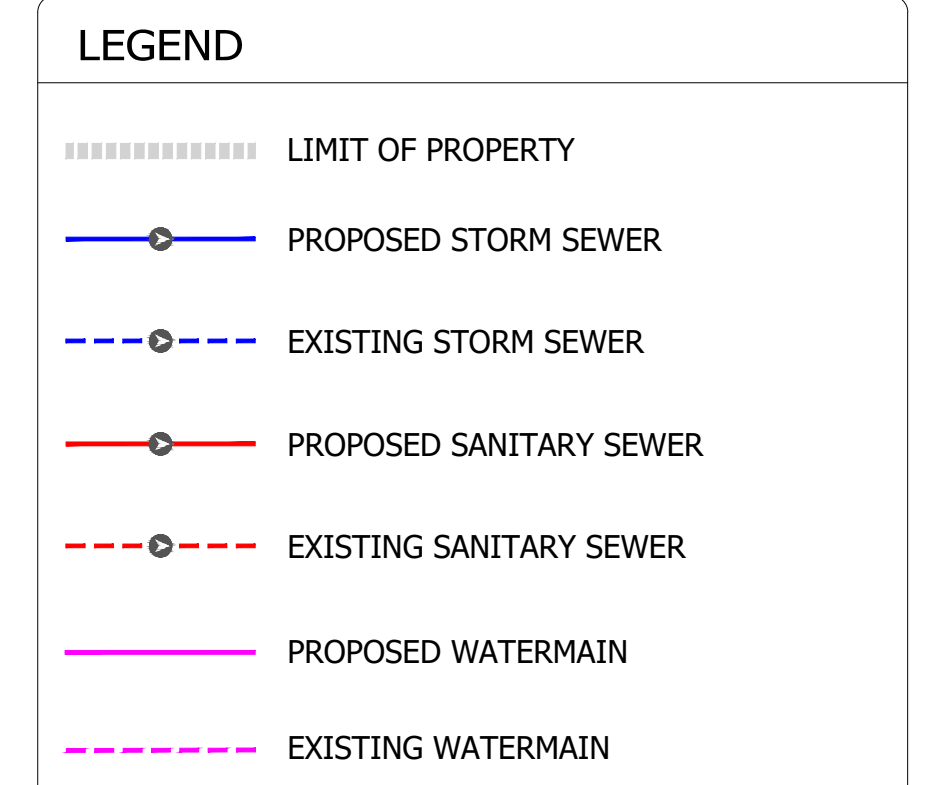 LEGEND
LIMIT OF PROPERTY
PROPOSED STORM SEWER
EXISTING STORM SEWER
PROPOSED SANITARY SEWER
EXISTING SANITARY SEWER
PROPOSED WATERMAIN
EXISTING WATERMAIN